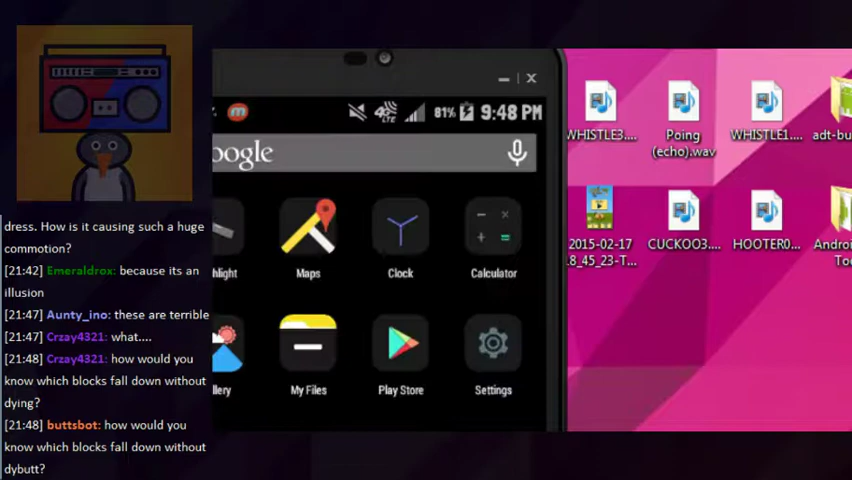 dress. How is it causing such a huge
commotion?
[21:42] Emeraldrox: because its an
illusion
[21:47] Aunty_ino: these are terrible
[21:47] Crzay4321: what....
[21:48] Crzay4321: how would you
know which blocks fall down without
dying?
[21:48] buttsbot: how would you
know which blocks fall down without
dybutt?
4G LTE 81% 9:48 PM
oogle
hlight Maps Clock Calculator
llery My Files Play Store Settings
WHISTLE3.... Poing (echo).wav WHISTLE1.... adt-bu
2015-02-17 CUCKOO3.... HOOTER0... Android
8_45_23-T... Too